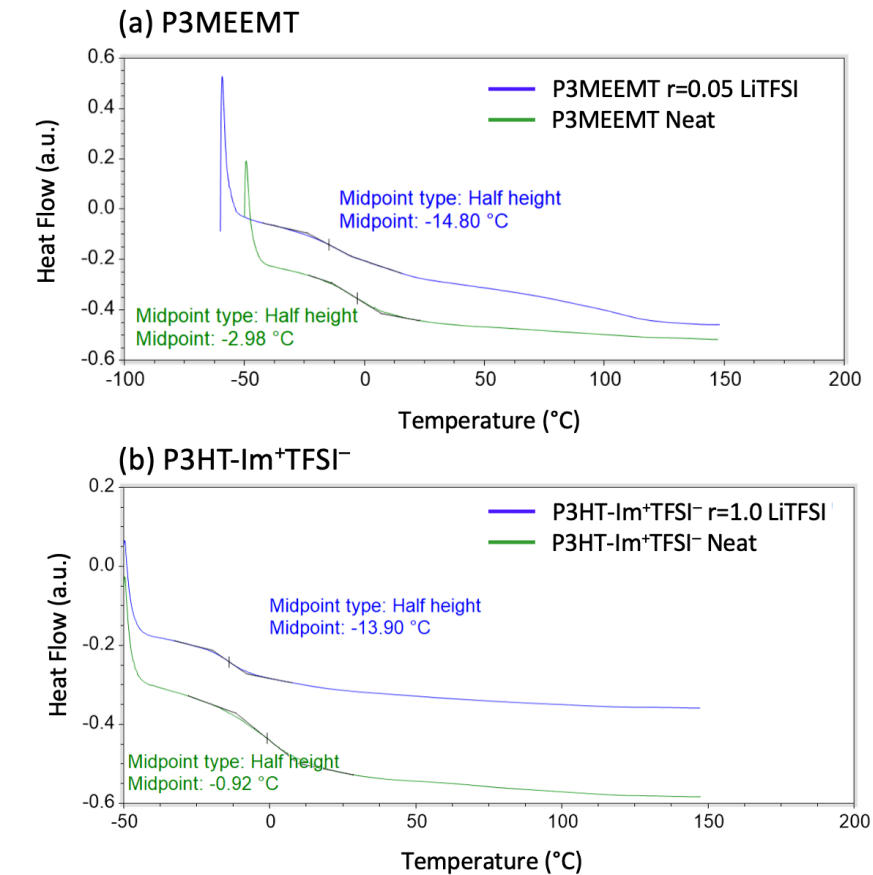 (a) P3MEEMT
0.6
P3MEEMT r=0.05 LiTFSI
0.4
P3MEEMT Neat
0.2
Midpoint type: Half height
0.0
Midpoint: -14.80 °C
Heat Flow (a.u.)
-0.2
-0.4
Midpoint type: Half height
Midpoint: -2.98 °C
-0.6
-100 -50 0 50 100 150 200
Temperature (°C)
(b) P3HT-Im⁺TFSI⁻
0.2
P3HT-Im⁺TFSI⁻ r=1.0 LiTFSI
P3HT-Im⁺TFSI⁻ Neat
0.0
Midpoint type: Half height
Midpoint: -13.90 °C
Heat Flow (a.u.)
-0.2
-0.4
Midpoint type: Half height
Midpoint: -0.92 °C
-0.6
-50 0 50 100 150 200
Temperature (°C)